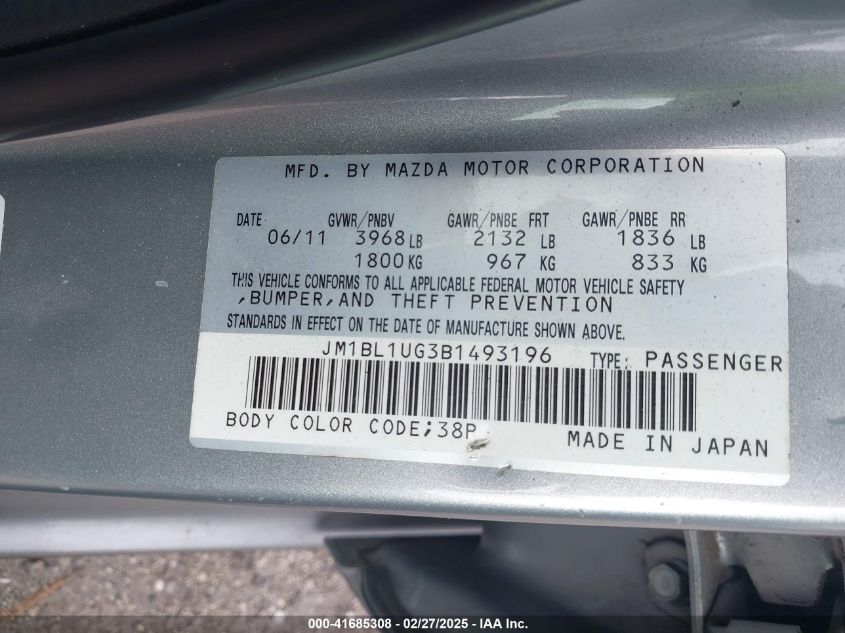 MFD. BY MAZDA MOTOR CORPORATION
DATE GVWR/PNBV GAWR/PNBE FRT GAWR/PNBE RR
06/11 3968 LB 2132 LB 1836 LB
1800 KG 967 KG 833 KG
THIS VEHICLE CONFORMS TO ALL APPLICABLE FEDERAL MOTOR VEHICLE SAFETY
,BUMPER,AND THEFT PREVENTION
STANDARDS IN EFFECT ON THE DATE OF MANUFACTURE SHOWN ABOVE.
JM1BL1UG3B1493196 TYPE: PASSENGER
BODY COLOR CODE;38P
MADE IN JAPAN
000-41685308 - 02/27/2025 - IAA Inc.